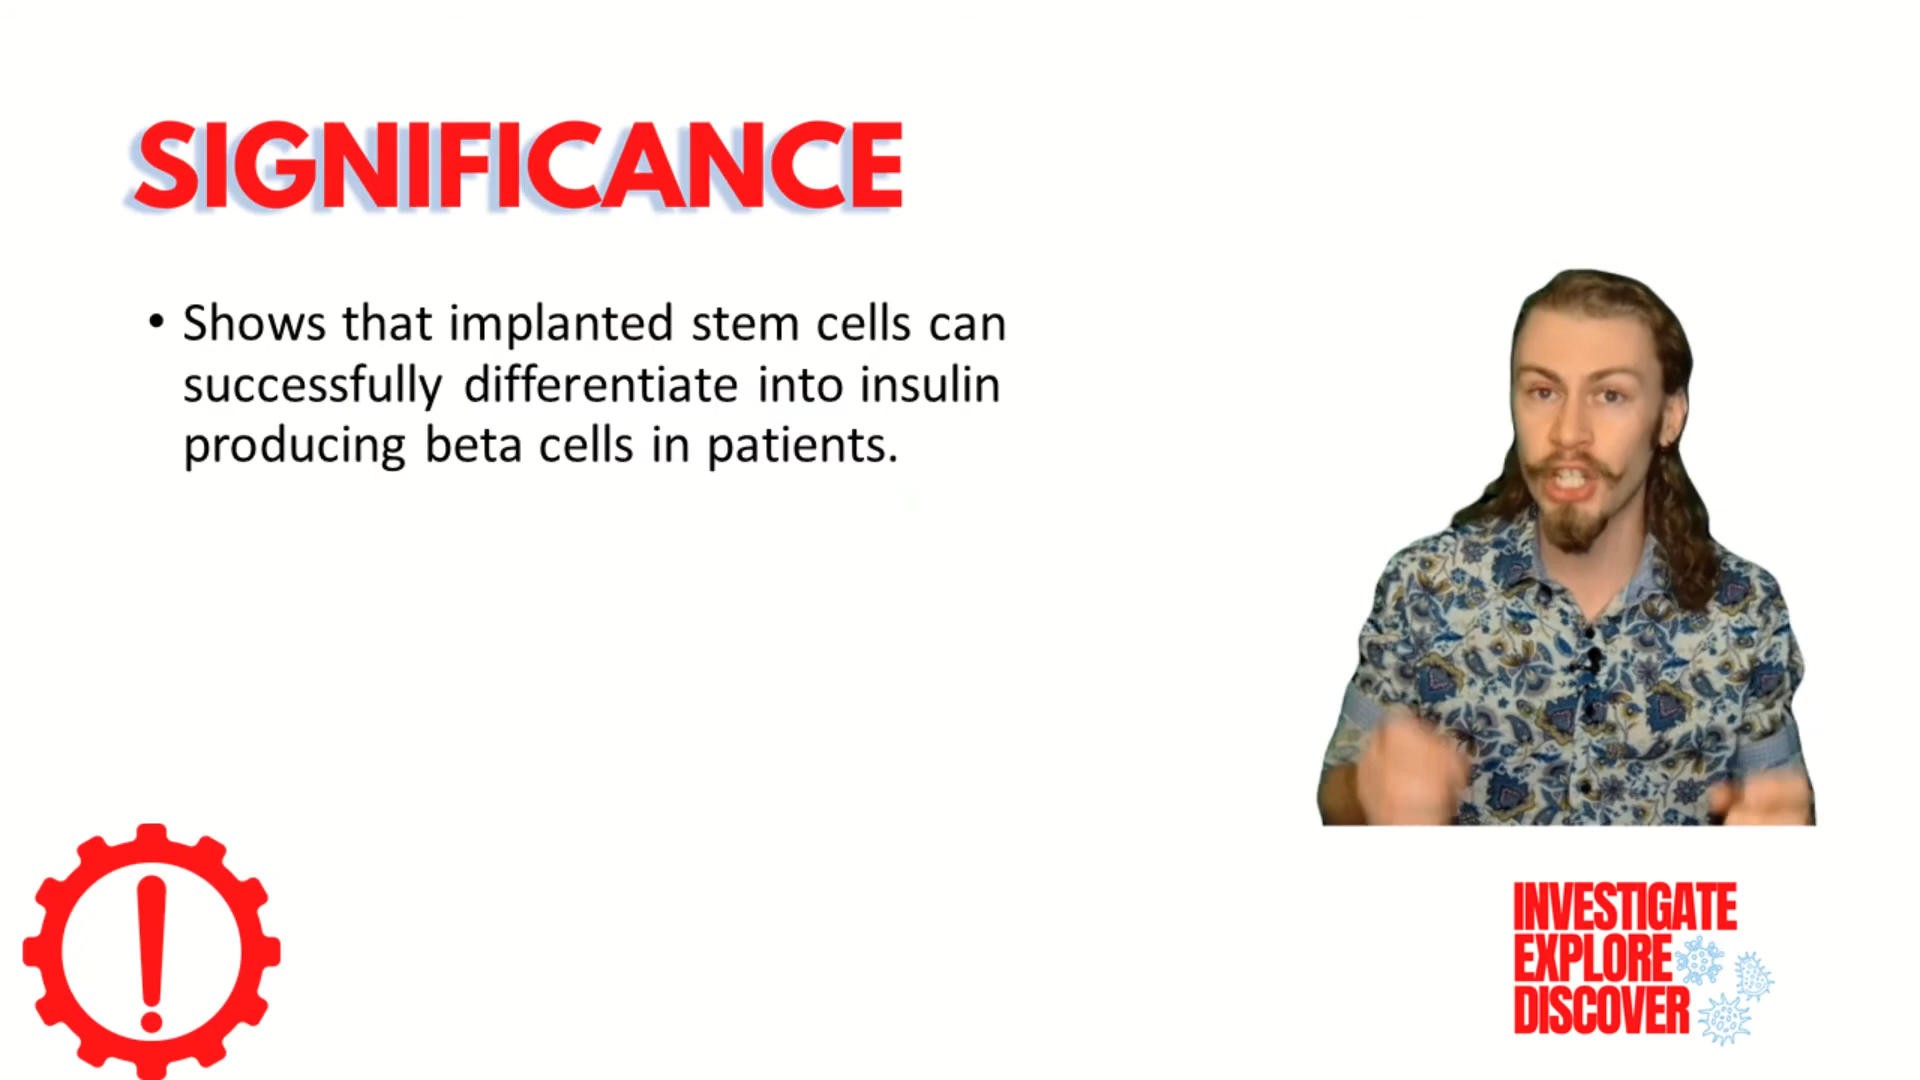 SIGNIFICANCE
• Shows that implanted stem cells can
successfully differentiate into insulin
producing beta cells in patients.
INVESTIGATE
EXPLORE
DISCOVER